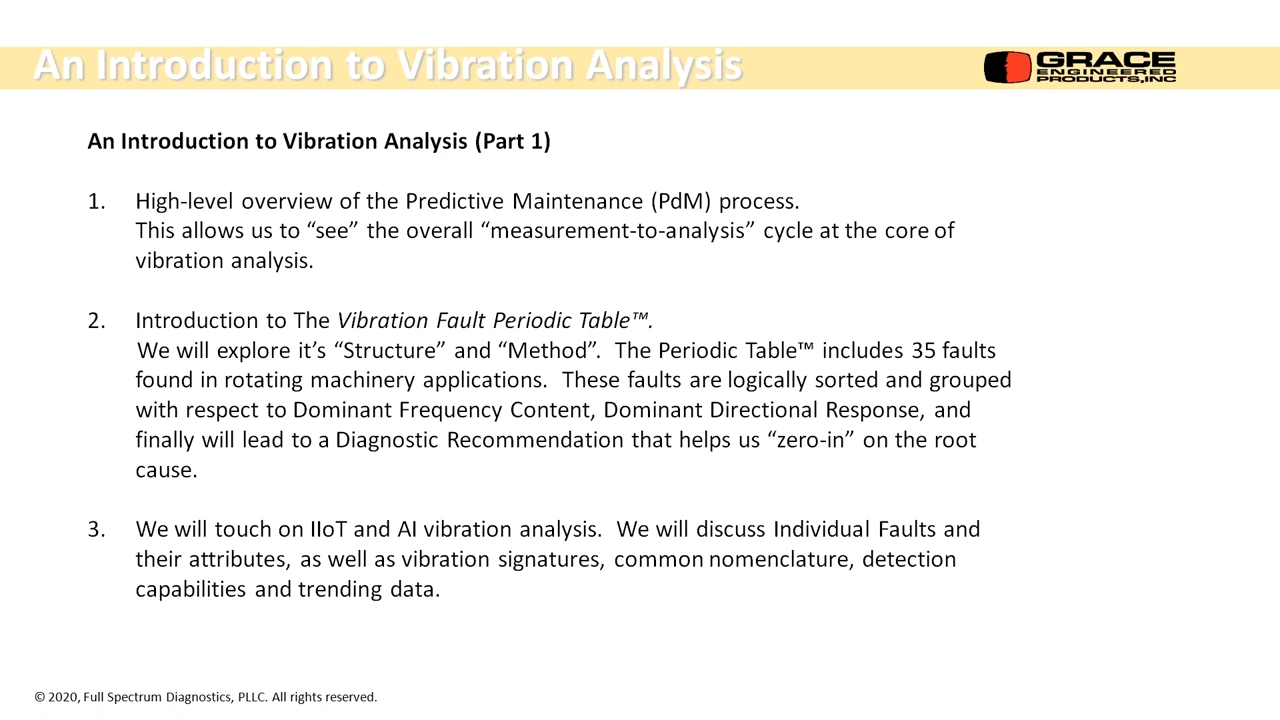 An Introduction to Vibration Analysis
GRACE
ENGINEERED
PRODUCTS, INC
An Introduction to Vibration Analysis (Part 1)
1. High-level overview of the Predictive Maintenance (PdM) process.
This allows us to “see” the overall “measurement-to-analysis” cycle at the core of
vibration analysis.
2. Introduction to The Vibration Fault Periodic Table™.
We will explore it’s “Structure” and “Method”. The Periodic Table™ includes 35 faults
found in rotating machinery applications. These faults are logically sorted and grouped
with respect to Dominant Frequency Content, Dominant Directional Response, and
finally will lead to a Diagnostic Recommendation that helps us “zero-in” on the root
cause.
3. We will touch on IIoT and AI vibration analysis. We will discuss Individual Faults and
their attributes, as well as vibration signatures, common nomenclature, detection
capabilities and trending data.
© 2020, Full Spectrum Diagnostics, PLLC. All rights reserved.